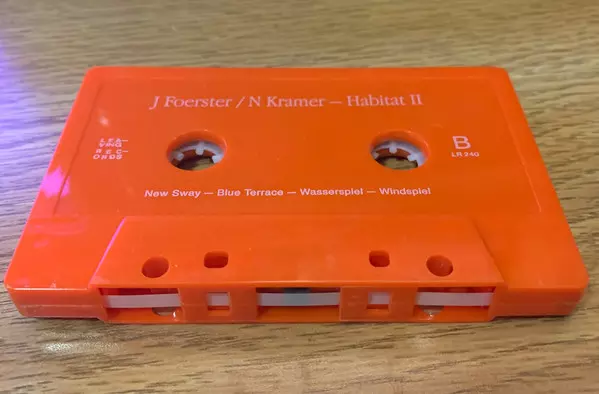 J Foerster / N Kramer – Habitat II
LEA-
VING
REC-
ORDS
B
LR 240
New Sway — Blue Terrace — Wasserspiel — Windspiel